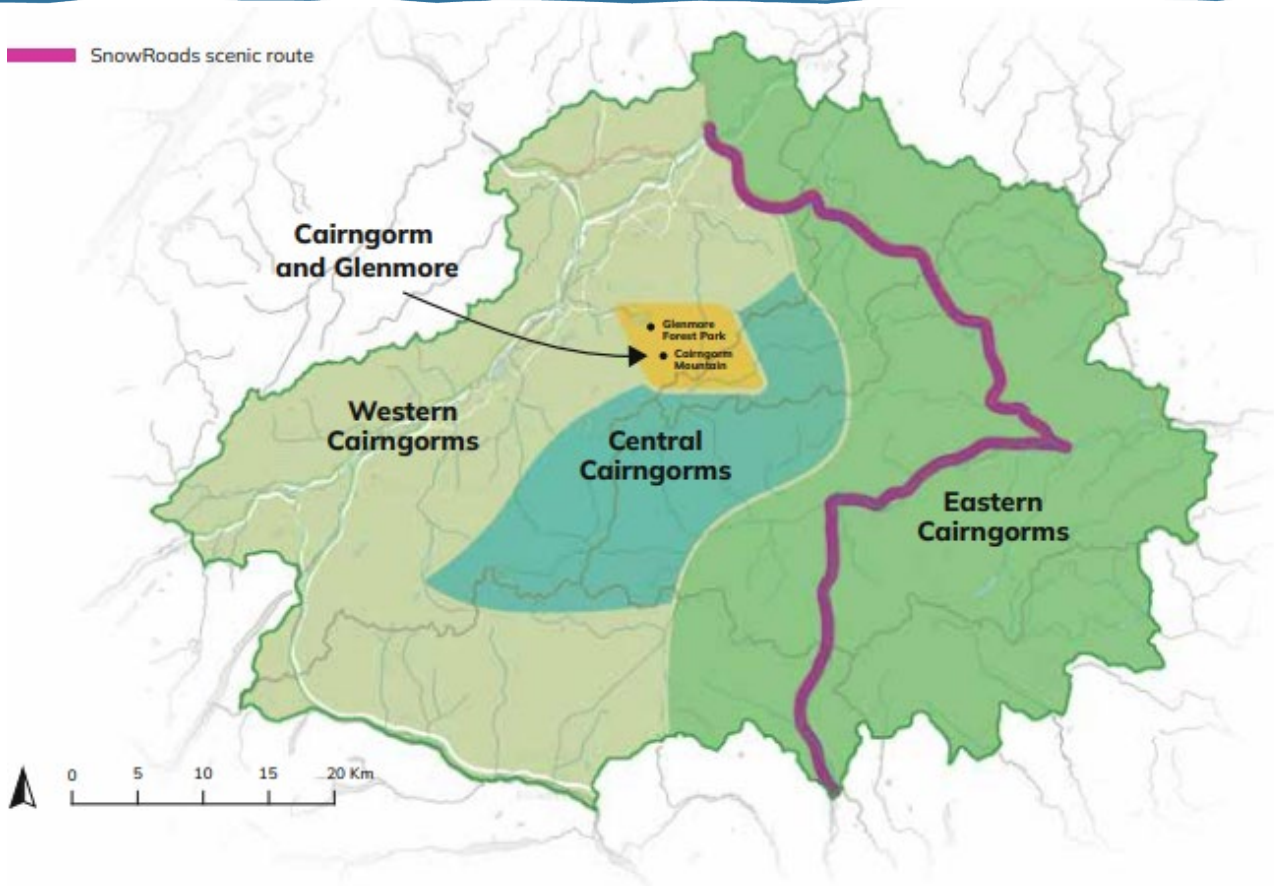 SnowRoads scenic route
Cairngorm
and Glenmore
Glenmore
Forest Park
Cairngorm
Mountain
Western
Cairngorms
Central
Cairngorms
Eastern
Cairngorms
0 5 10 15 20 Km